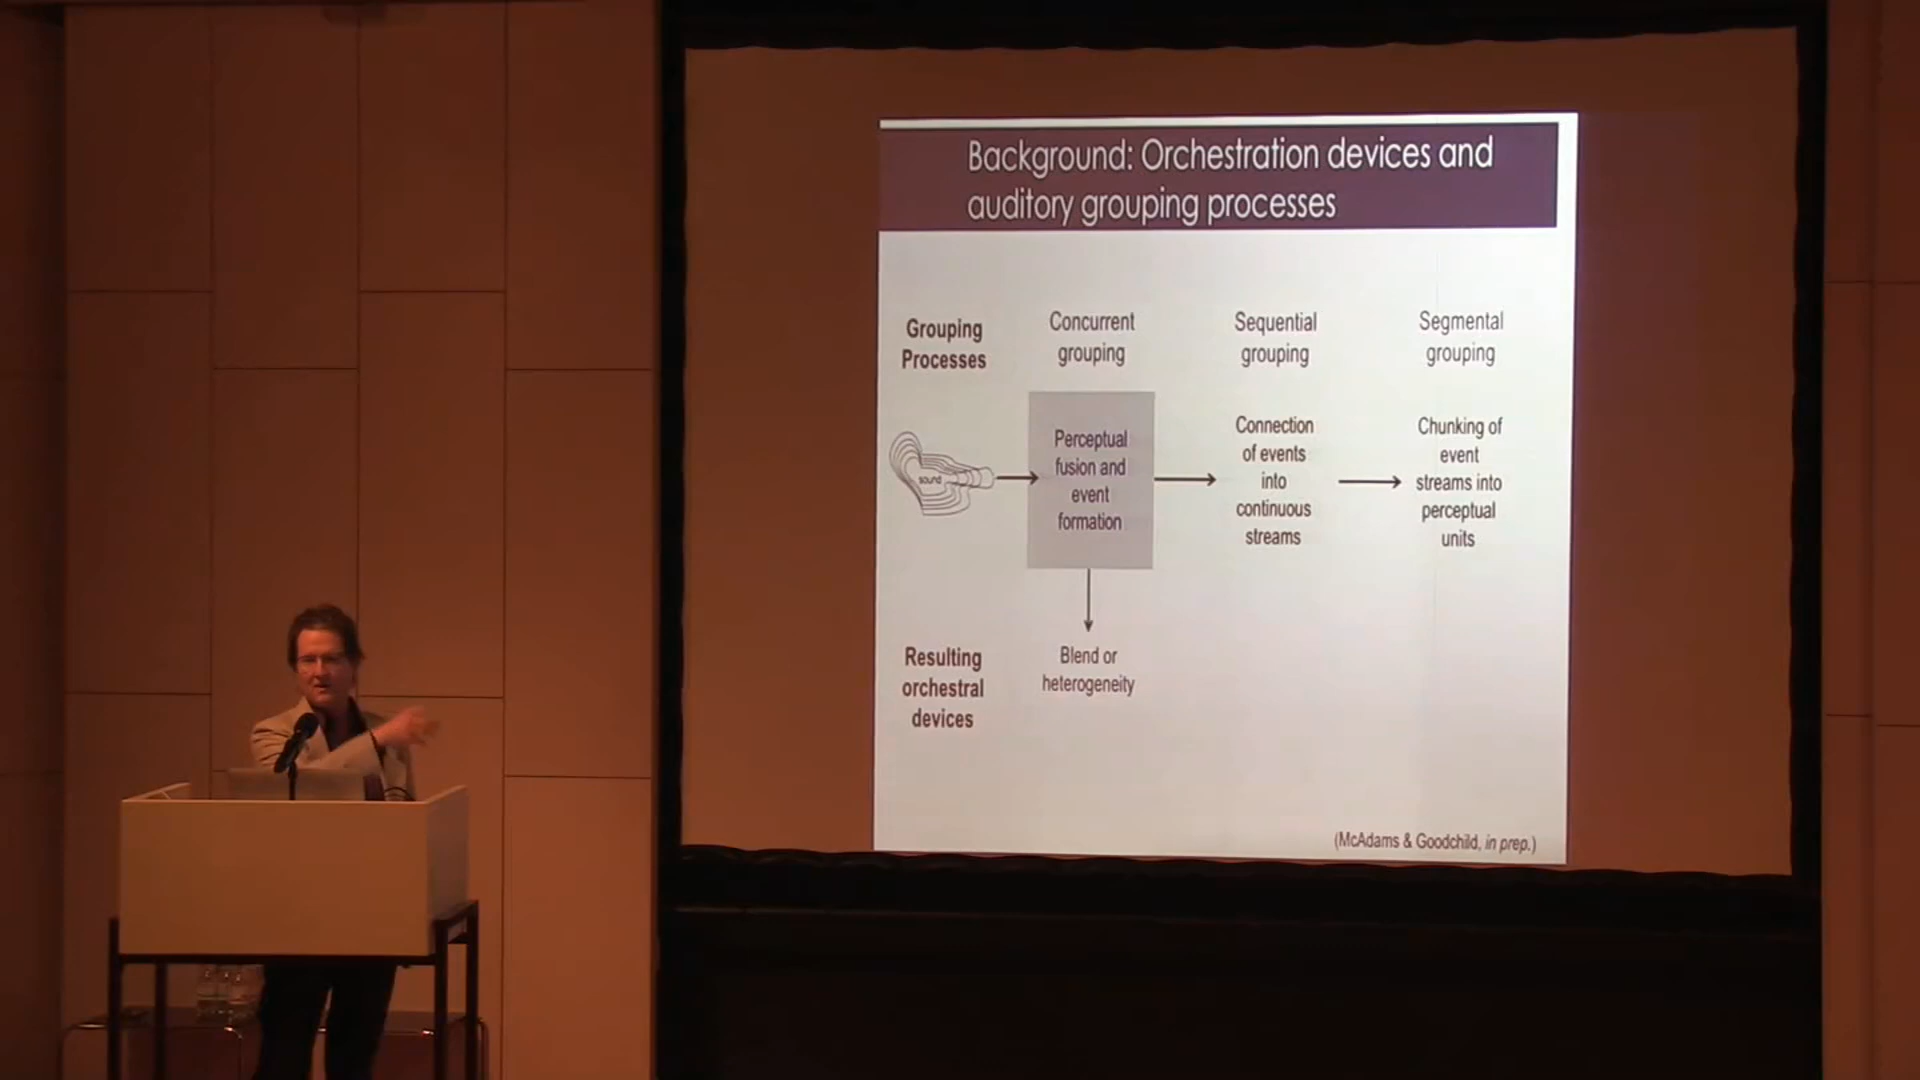 Background: Orchestration devices and
auditory grouping processes
Grouping
Processes
Concurrent
grouping
Sequential
grouping
Segmental
grouping
sound
Perceptual
fusion and
event
formation
Connection
of events
into
continuous
streams
Chunking of
event
streams into
perceptual
units
Resulting
orchestral
devices
Blend or
heterogeneity
(McAdams & Goodchild, in prep.)